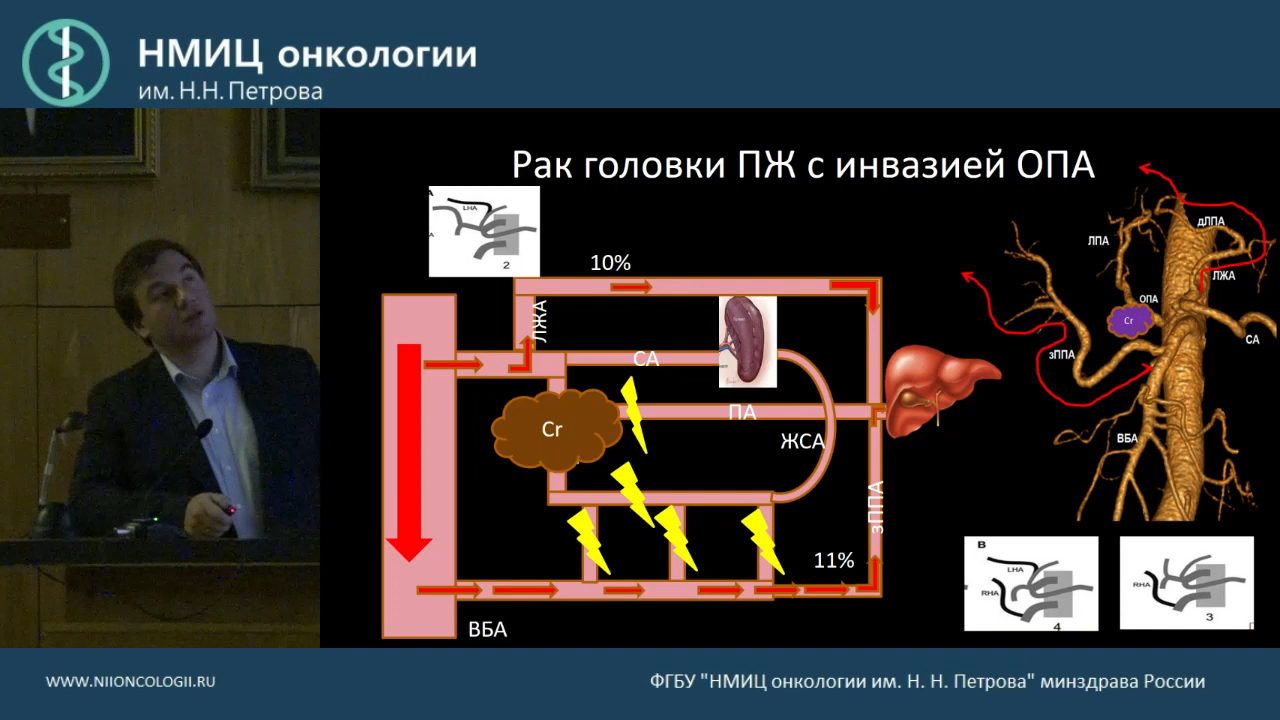 НМИЦ онкологии
им. Н.Н. Петрова
Рак головки ПЖ с инвазией ОПА
LHA
2
10%
ЛЖА
СА
Cr
ПА
ЖСА
зППА
11%
ВБА
дЛПА
ЛПА
ЛЖА
ОПА
Cr
СА
зППА
ВБА
B
LHA
RHA
4
RHA
3
WWW.NIIONCOLOGII.RU
ФГБУ "НМИЦ онкологии им. Н. Н. Петрова" минздрава России